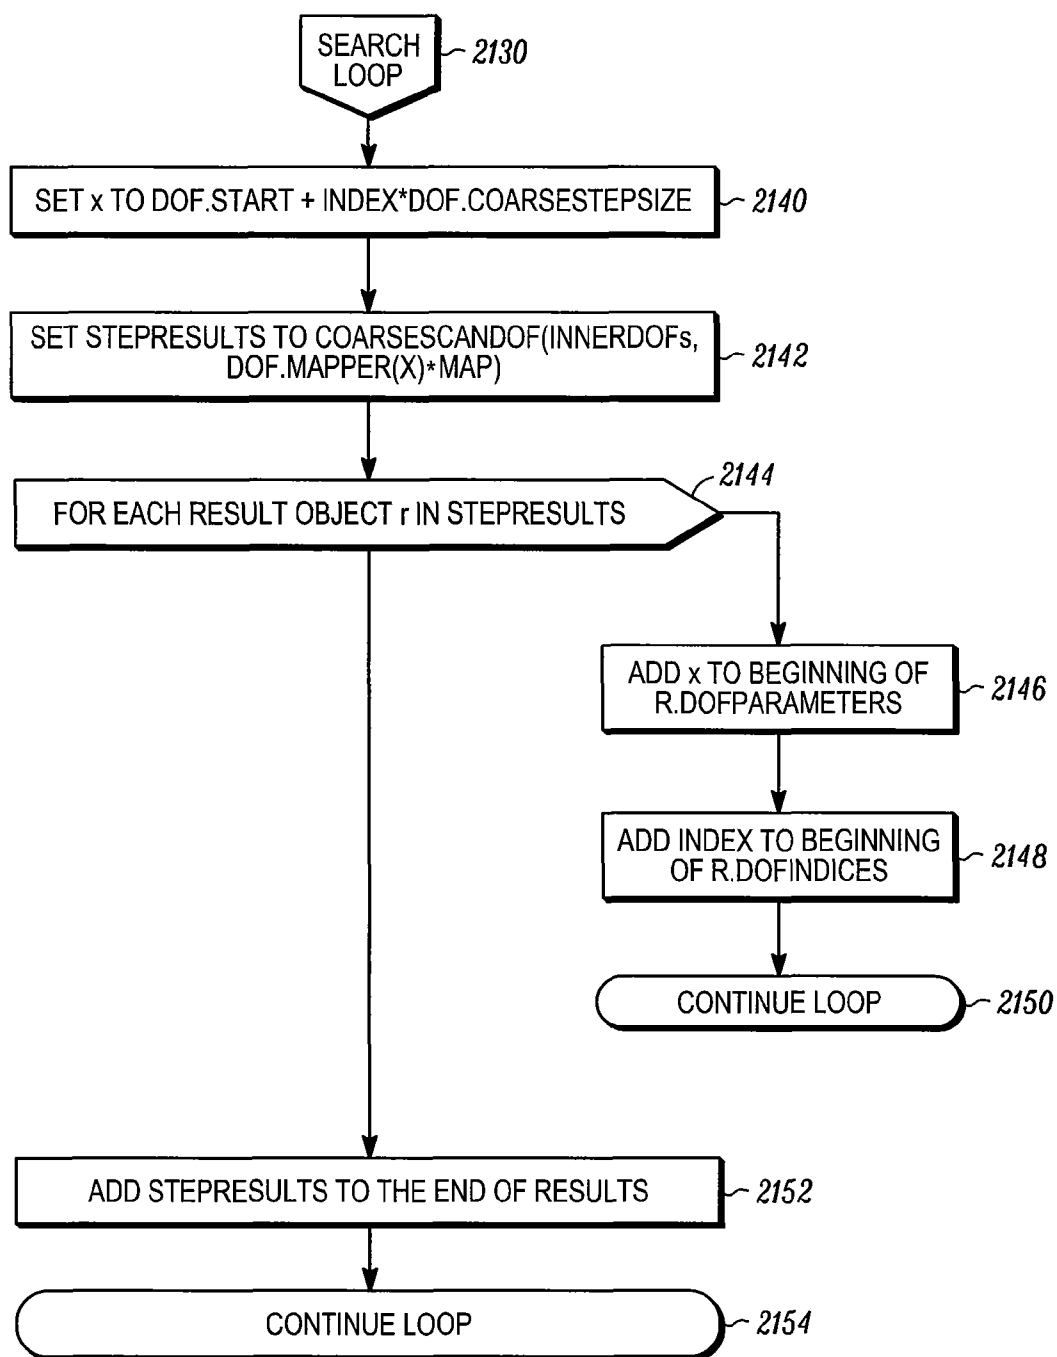 SEARCH
LOOP
2130
SET x TO DOF.START + INDEX*DOF.COARSESTEPSIZE
2140
SET STEPRESULTS TO COARSESCANDOF(INNERDOFs,
DOF.MAPPER(X)*MAP)
2142
FOR EACH RESULT OBJECT r IN STEPRESULTS
2144
ADD x TO BEGINNING OF
R.DOFPARAMETERS
2146
ADD INDEX TO BEGINNING
OF R.DOFINDICES
2148
CONTINUE LOOP
2150
ADD STEPRESULTS TO THE END OF RESULTS
2152
CONTINUE LOOP
2154